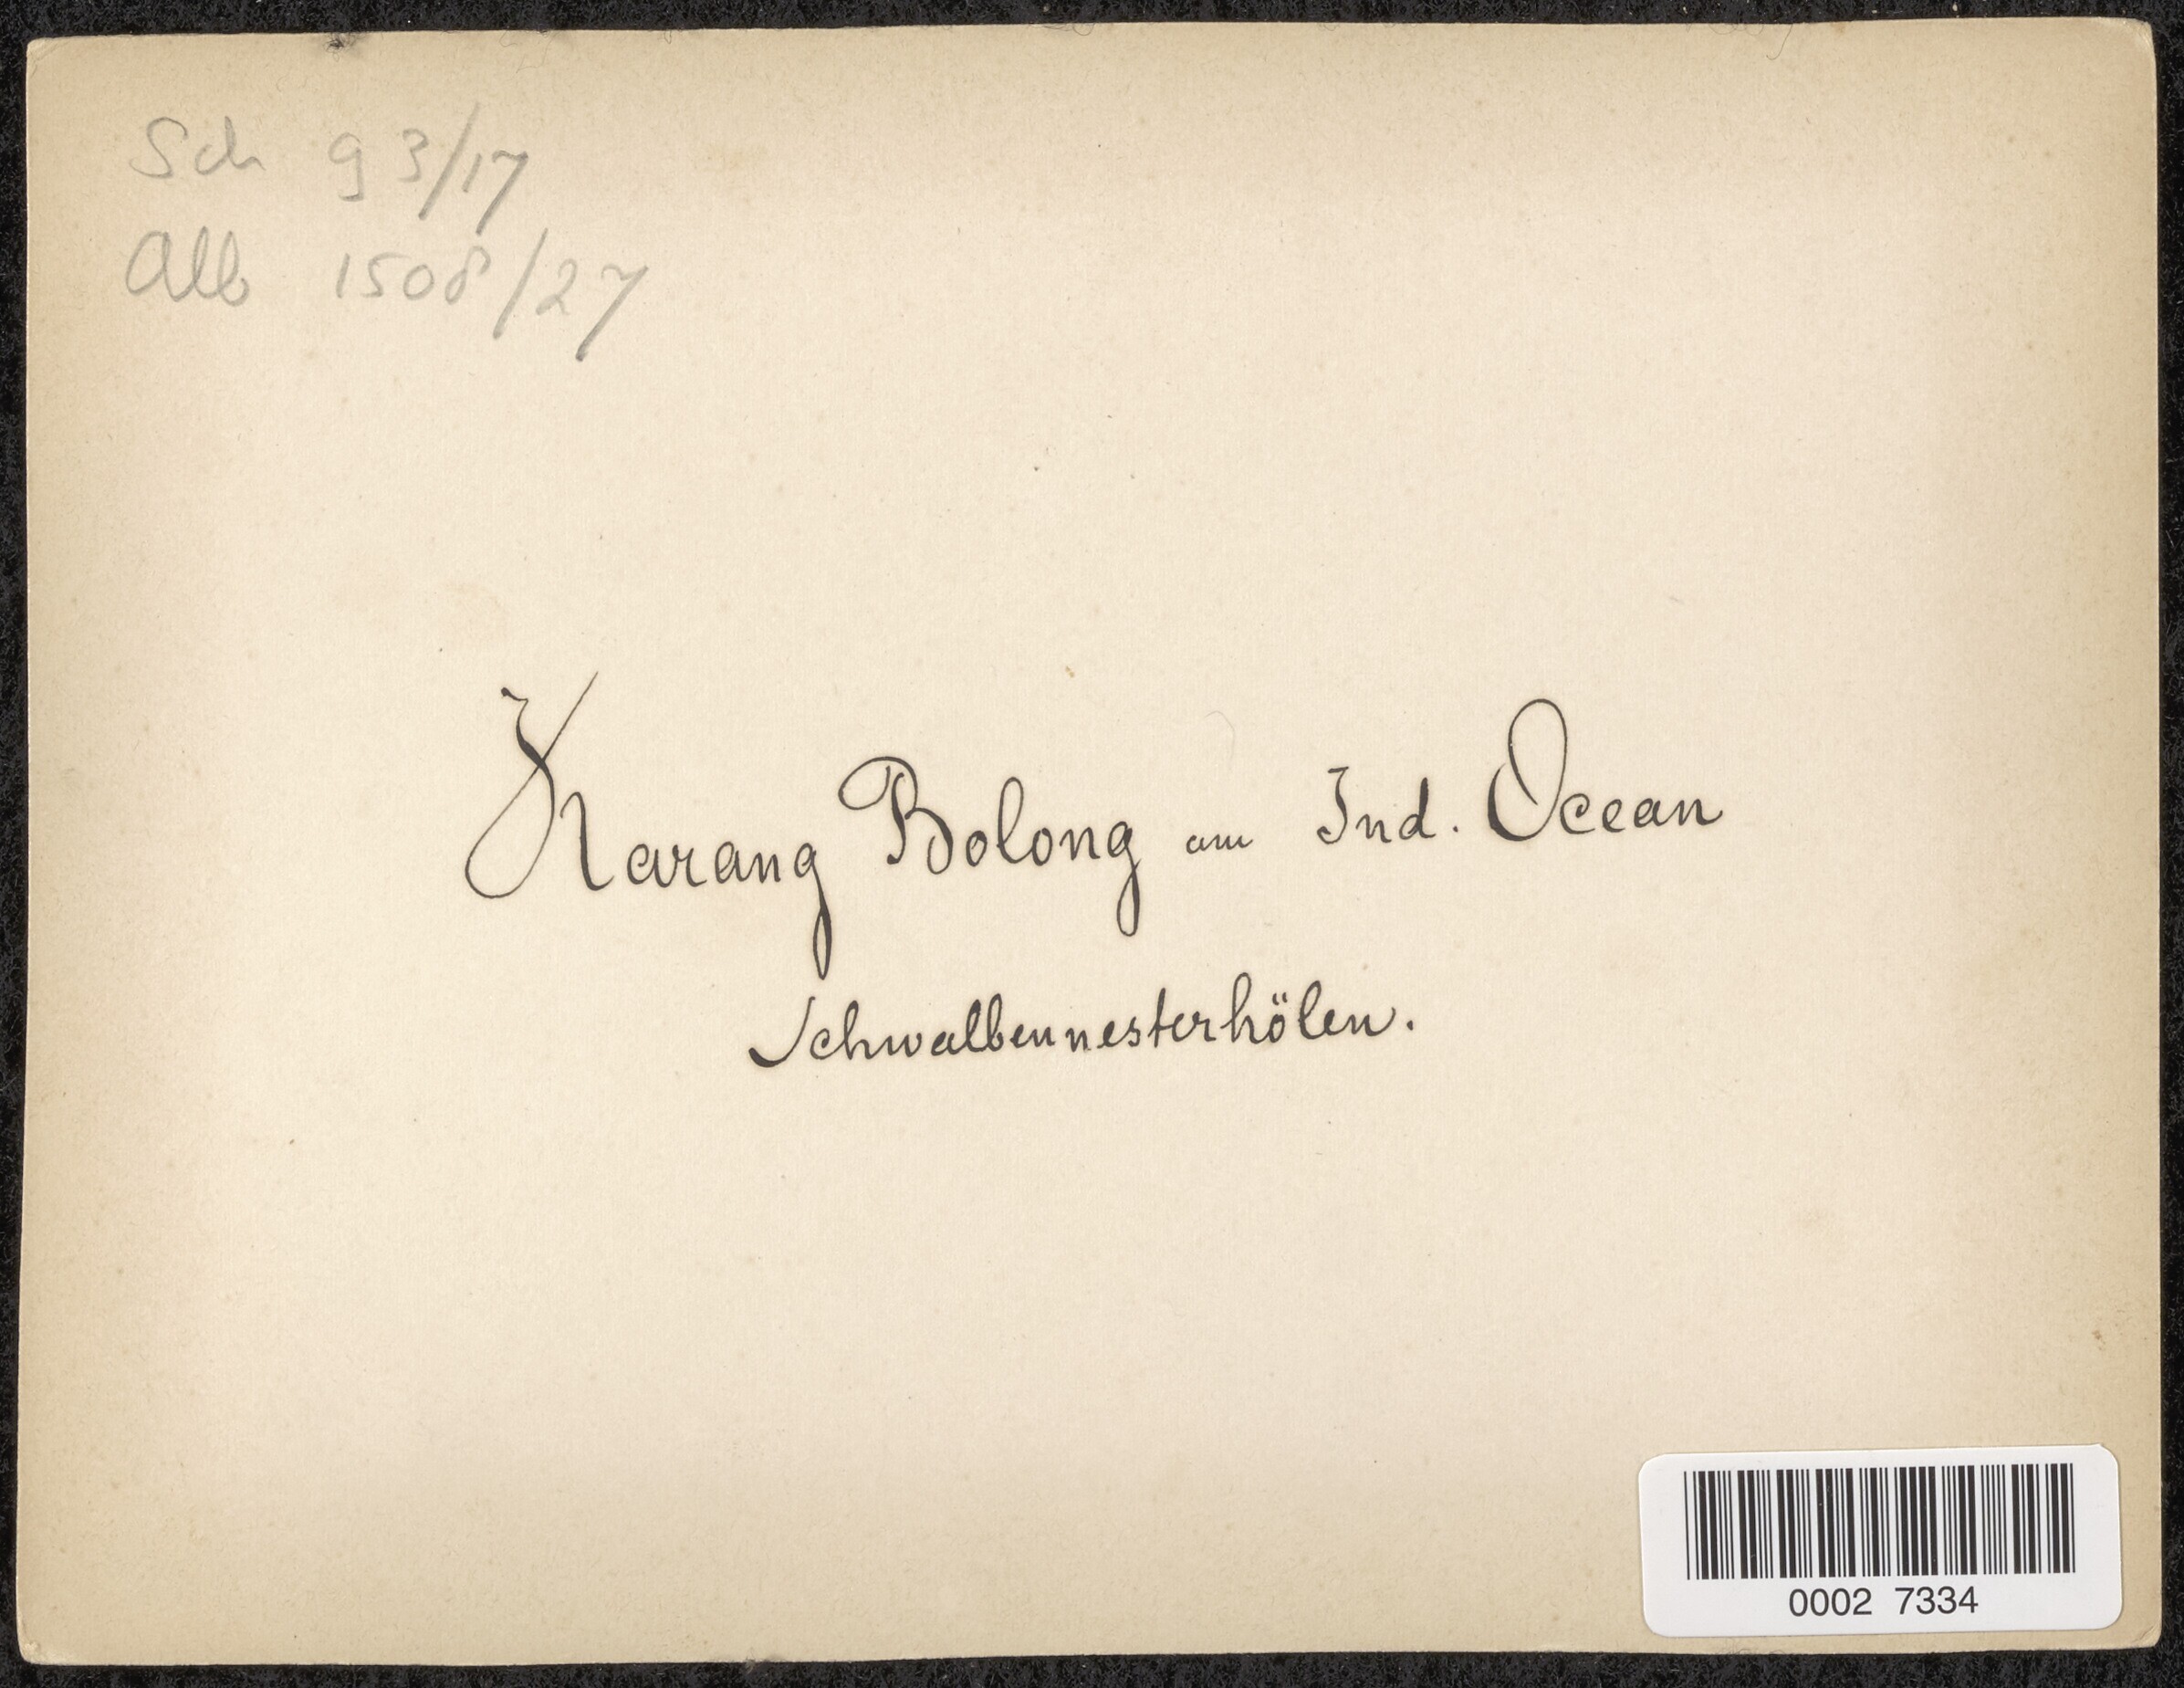 Sch 93/17
Alb 1508/27
Karang Bolong am Ind. Ocean
Schwalbennesterhölen.
0002 7334